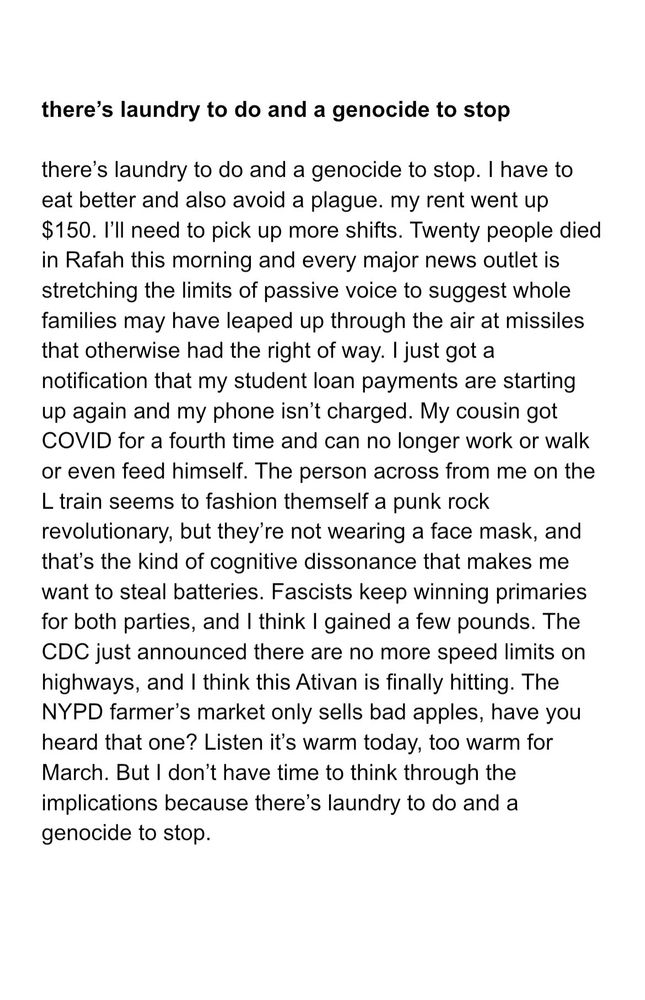 there’s laundry to do and a genocide to stop
there’s laundry to do and a genocide to stop. I have to
eat better and also avoid a plague. my rent went up
$150. I’ll need to pick up more shifts. Twenty people died
in Rafah this morning and every major news outlet is
stretching the limits of passive voice to suggest whole
families may have leaped up through the air at missiles
that otherwise had the right of way. I just got a
notification that my student loan payments are starting
up again and my phone isn’t charged. My cousin got
COVID for a fourth time and can no longer work or walk
or even feed himself. The person across from me on the
L train seems to fashion themself a punk rock
revolutionary, but they’re not wearing a face mask, and
that’s the kind of cognitive dissonance that makes me
want to steal batteries. Fascists keep winning primaries
for both parties, and I think I gained a few pounds. The
CDC just announced there are no more speed limits on
highways, and I think this Ativan is finally hitting. The
NYPD farmer’s market only sells bad apples, have you
heard that one? Listen it’s warm today, too warm for
March. But I don’t have time to think through the
implications because there’s laundry to do and a
genocide to stop.